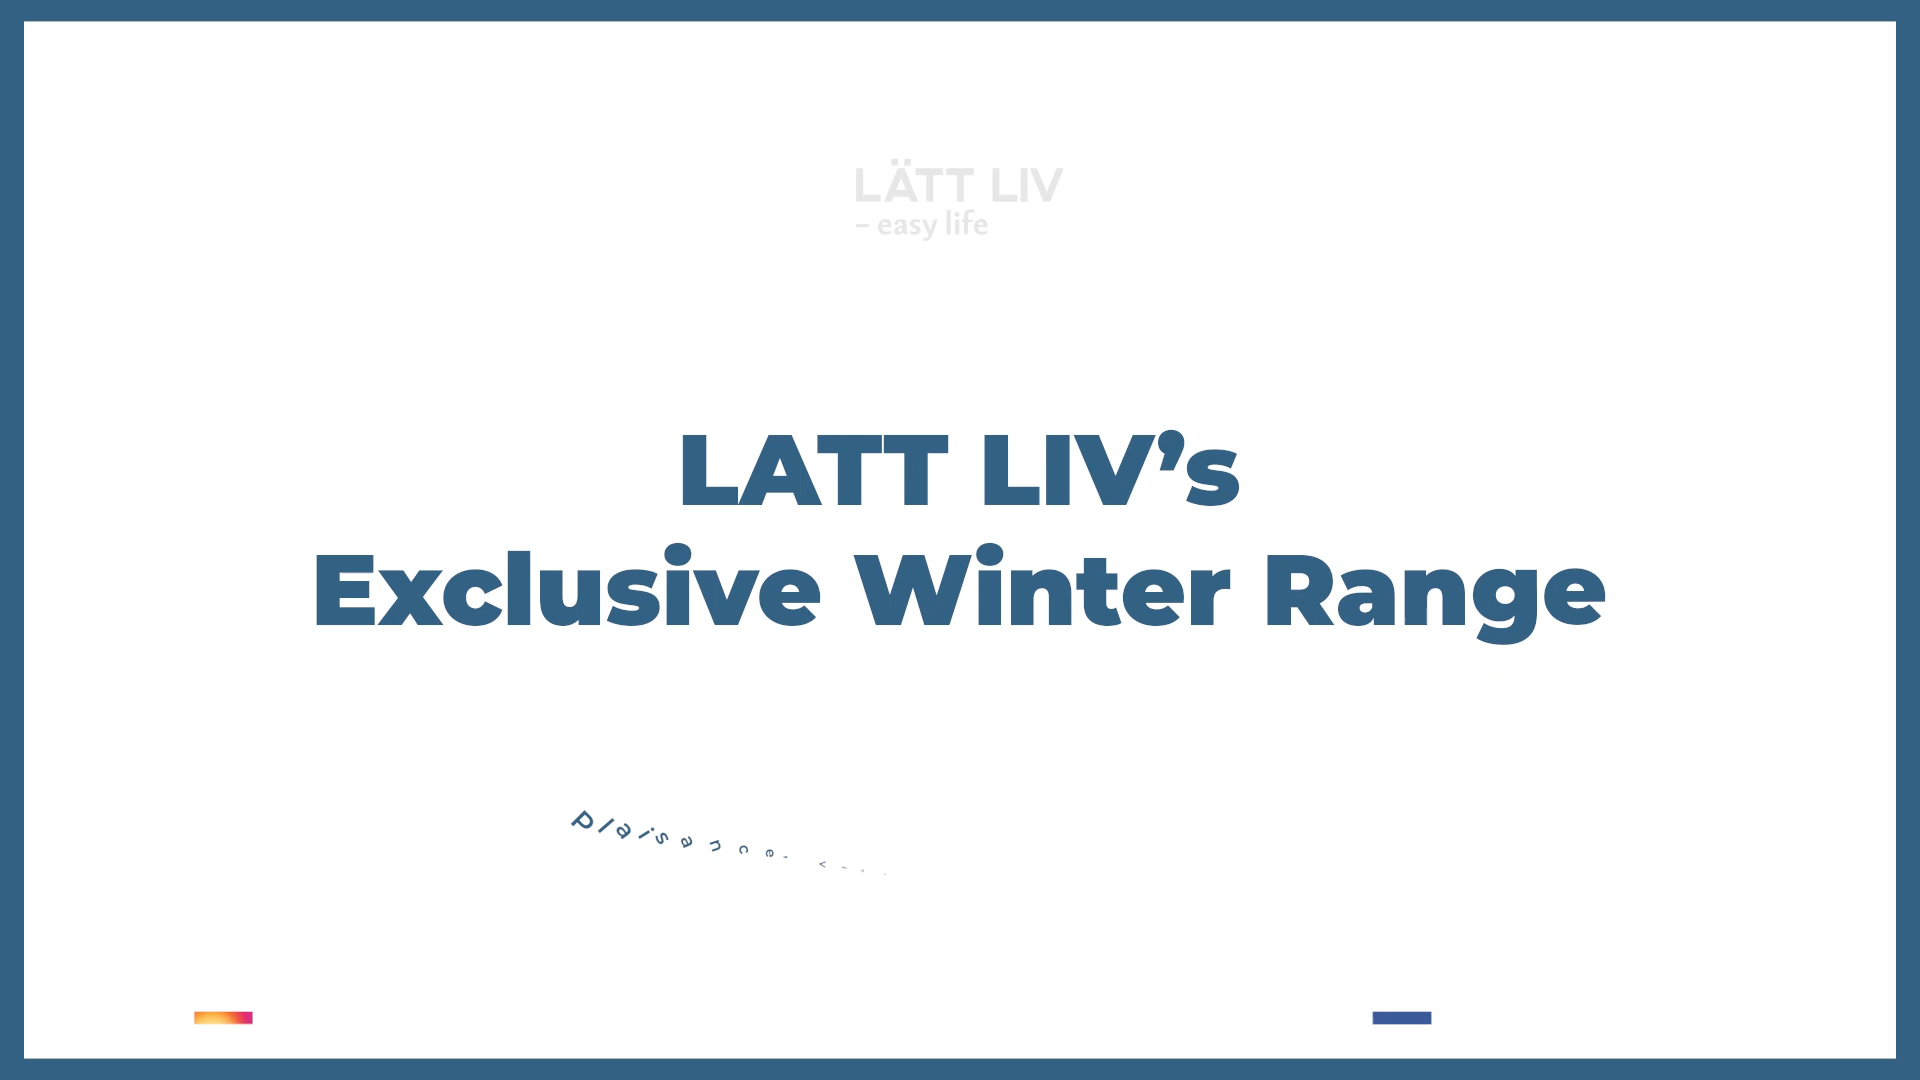 LÄTT LIV
– easy life
LATT LIV’s
Exclusive Winter Range
Plaisance,